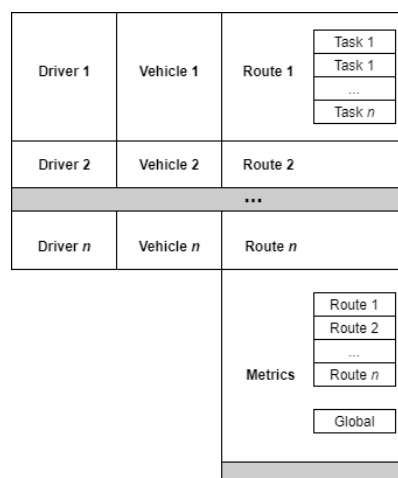 Driver 1 Vehicle 1 Route 1
Task 1
Task 1
...
Task n
Driver 2 Vehicle 2 Route 2
...
Driver n Vehicle n Route n
Metrics
Route 1
Route 2
...
Route n
Global